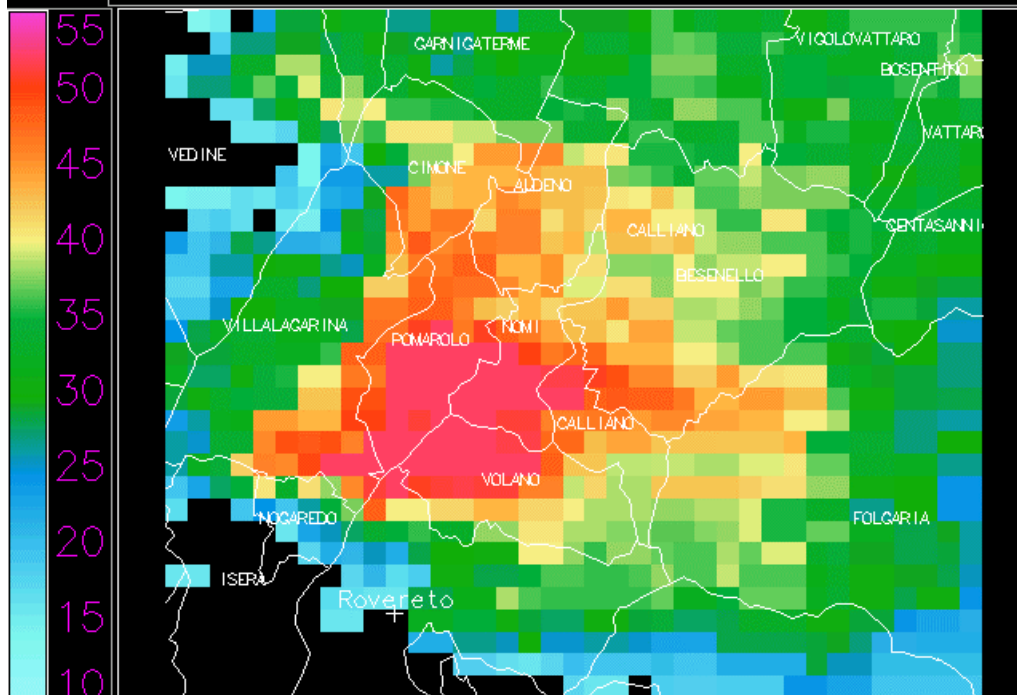 55
50
45
40
35
30
25
20
15
10
GARNIGATERME
VIGOLOVATTARO
BOSENTINO
VATTARO
VEDINE
CIMONE
ALDENO
CALLIANO
CENTASANNI
BESENELLO
VILLALAGARINA
NOMI
POMAROLO
CALLIANO
VOLANO
NOGAREDO
FOLGARIA
ISERA
Rovereto